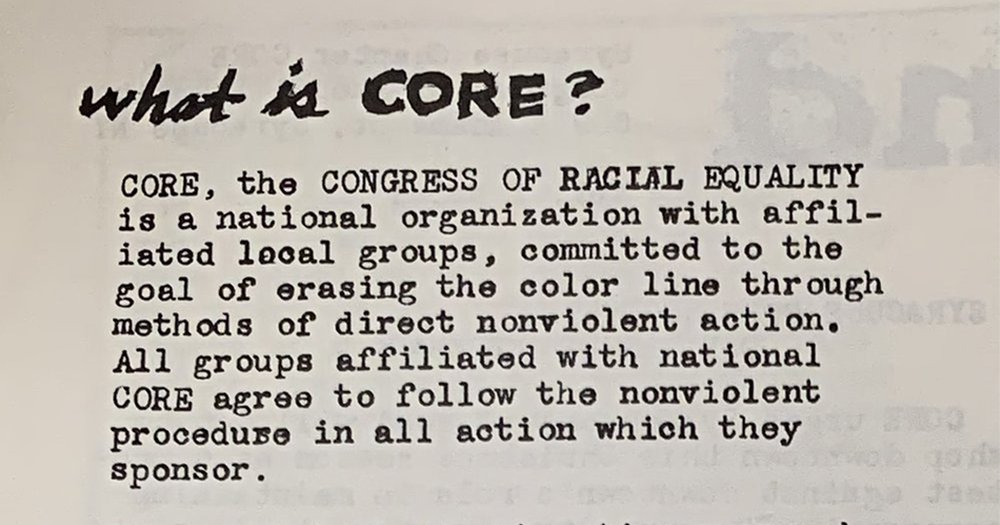 what is CORE?
CORE, the CONGRESS OF RACIAL EQUALITY
is a national organization with affil-
iated local groups, committed to the
goal of erasing the color line through
methods of direct nonviolent action.
All groups affiliated with national
CORE agree to follow the nonviolent
procedure in all action which they
sponsor.